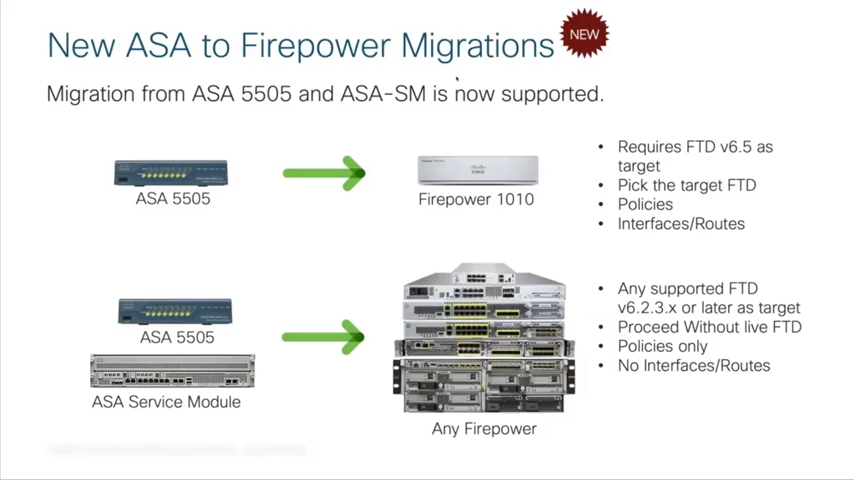 New ASA to Firepower Migrations
NEW
Migration from ASA 5505 and ASA-SM is now supported.
ASA 5505
Firepower 1010
• Requires FTD v6.5 as
target
• Pick the target FTD
• Policies
• Interfaces/Routes
ASA 5505
ASA Service Module
Any Firepower
• Any supported FTD
v6.2.3.x or later as target
• Proceed Without live FTD
• Policies only
• No Interfaces/Routes